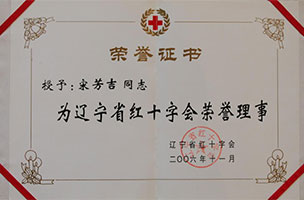 荣誉证书
授予：宋芳吉同志
为辽宁省红十字会荣誉理事
辽宁省红十字会
二〇〇六年十一月